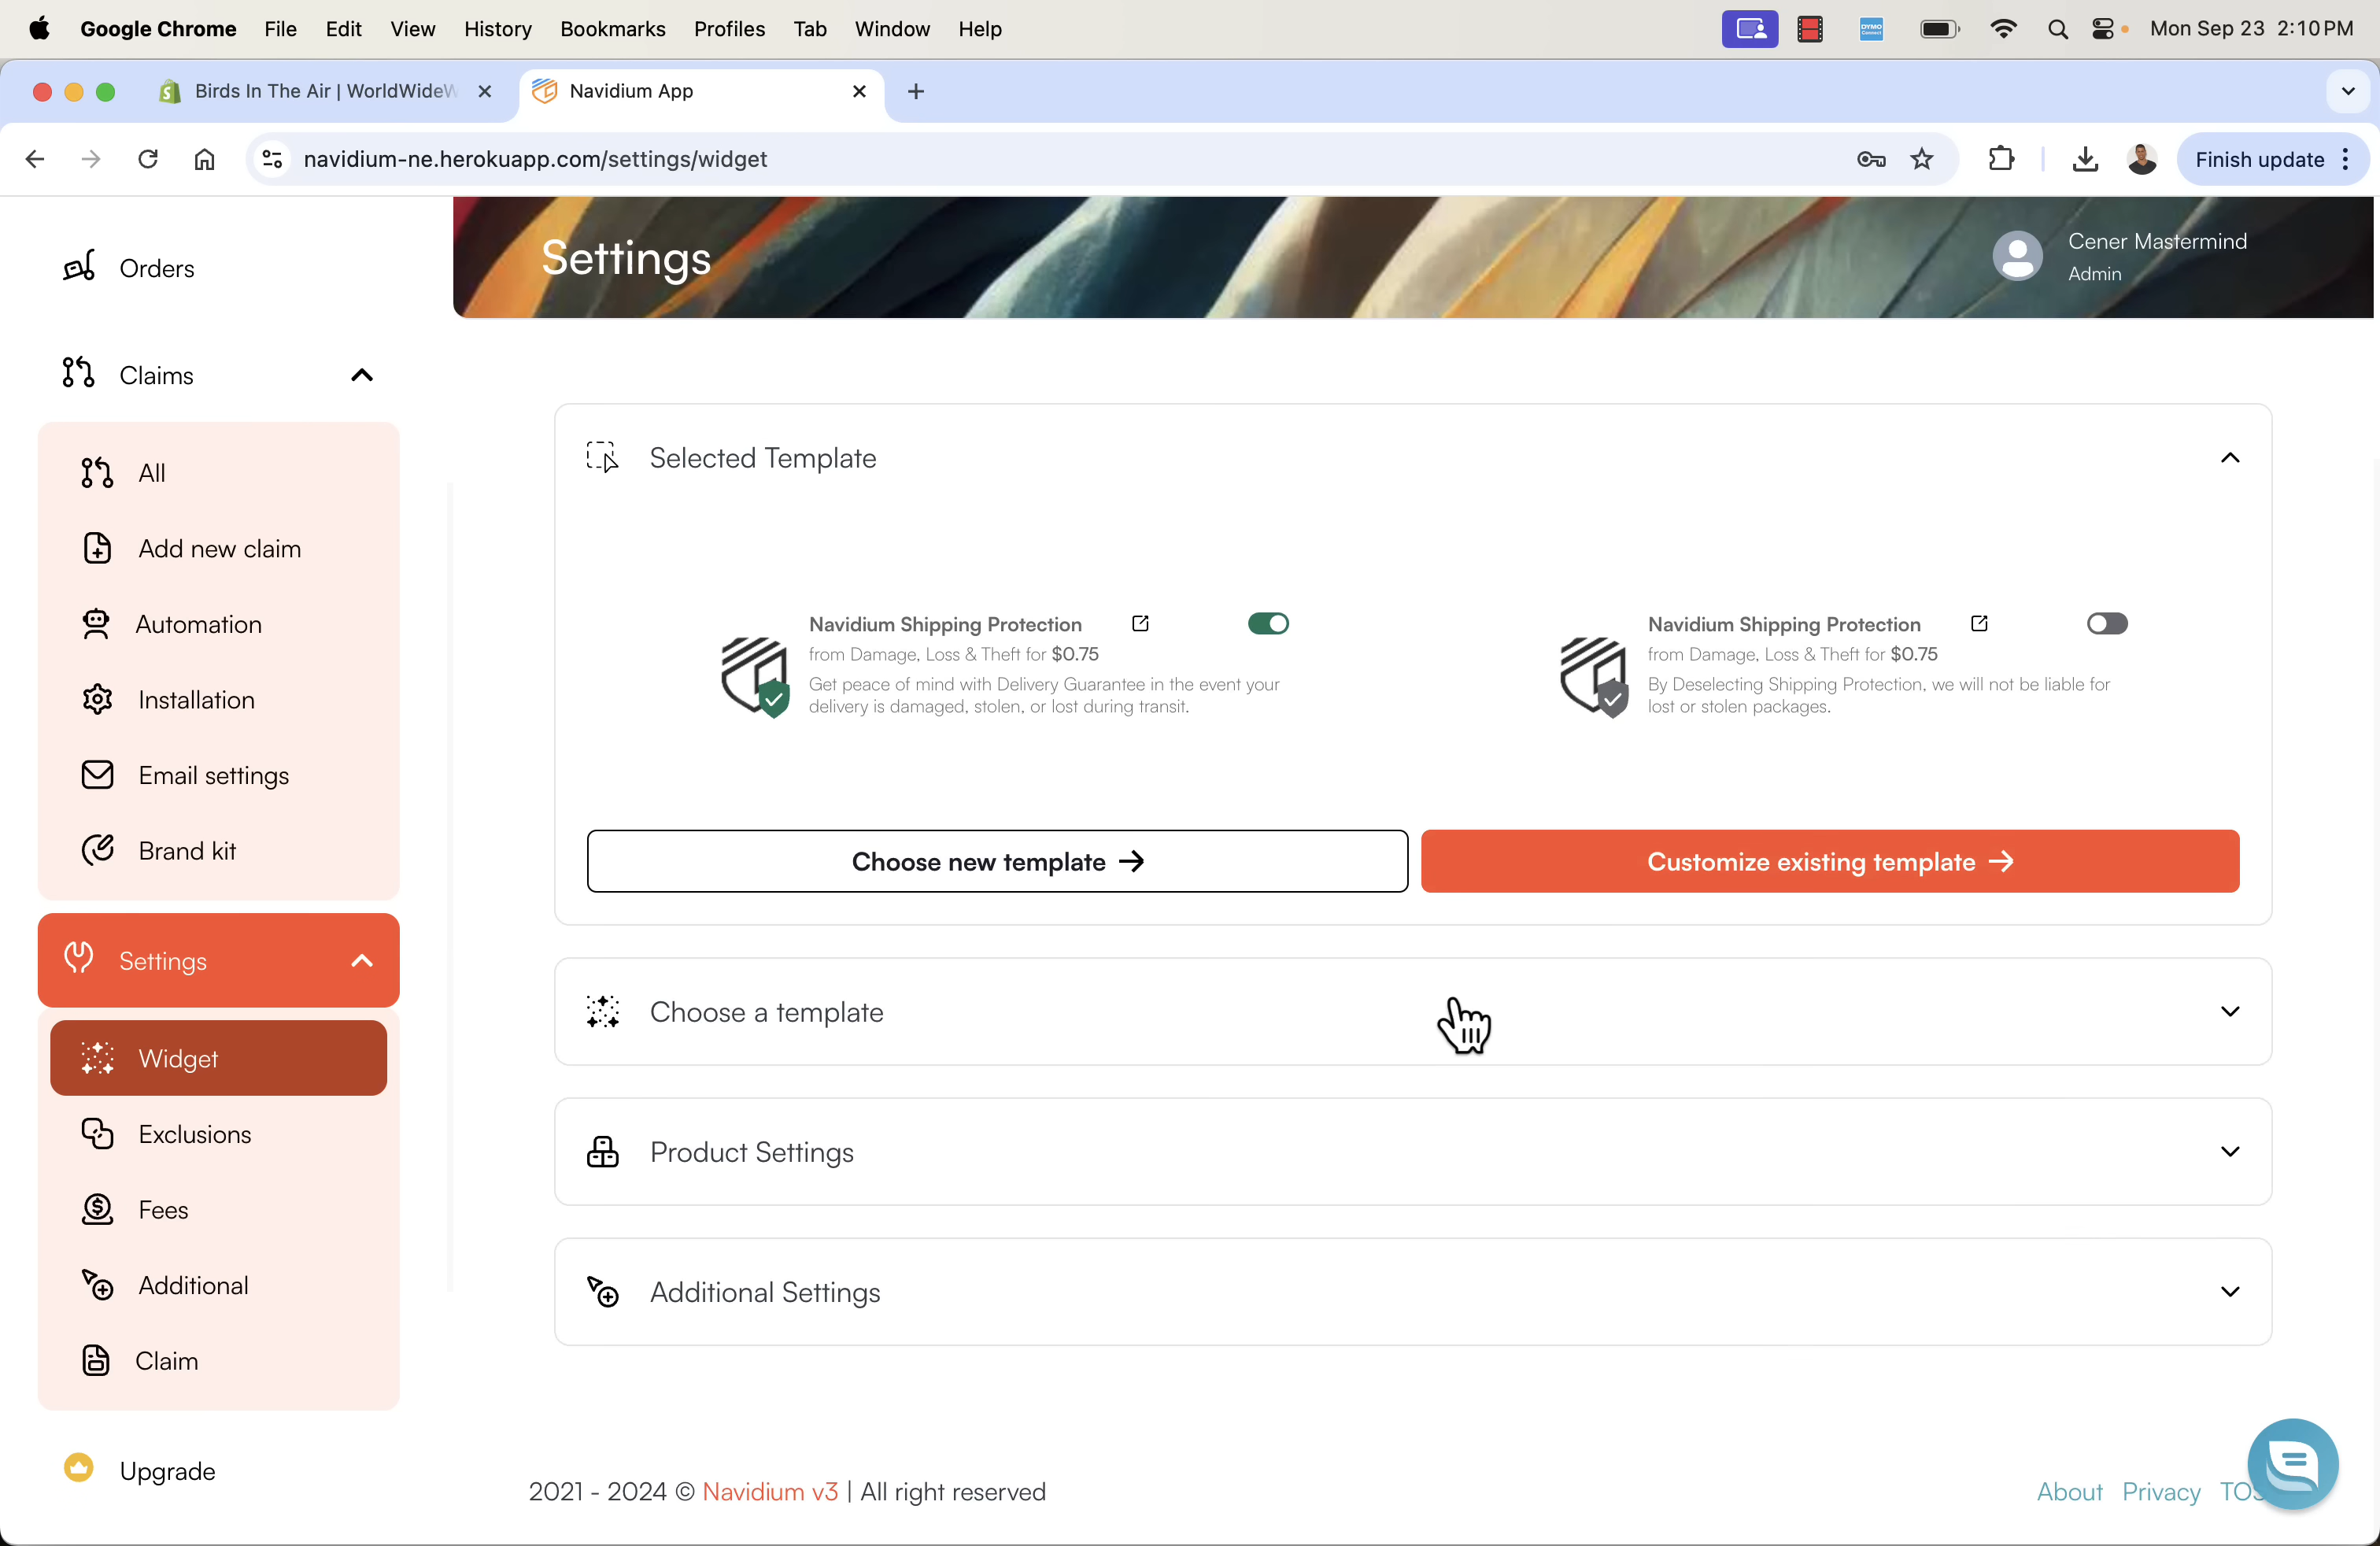 Google Chrome File Edit View History Bookmarks Profiles Tab Window Help DYMO Connect Mon Sep 23 2:10 PM
Birds In The Air | WorldWideW Navidium App
navidium-ne.herokuapp.com/settings/widget Finish update
Orders
Claims
All
Add new claim
Automation
Installation
Email settings
Brand kit
Settings
Widget
Exclusions
Fees
Additional
Claim
Upgrade
Settings
Cener Mastermind
Admin
Selected Template
Navidium Shipping Protection
from Damage, Loss & Theft for $0.75
Get peace of mind with Delivery Guarantee in the event your
delivery is damaged, stolen, or lost during transit.
Navidium Shipping Protection
from Damage, Loss & Theft for $0.75
By Deselecting Shipping Protection, we will not be liable for
lost or stolen packages.
Choose new template
Customize existing template
Choose a template
Product Settings
Additional Settings
2021 - 2024 © Navidium v3 | All right reserved
About Privacy TOS